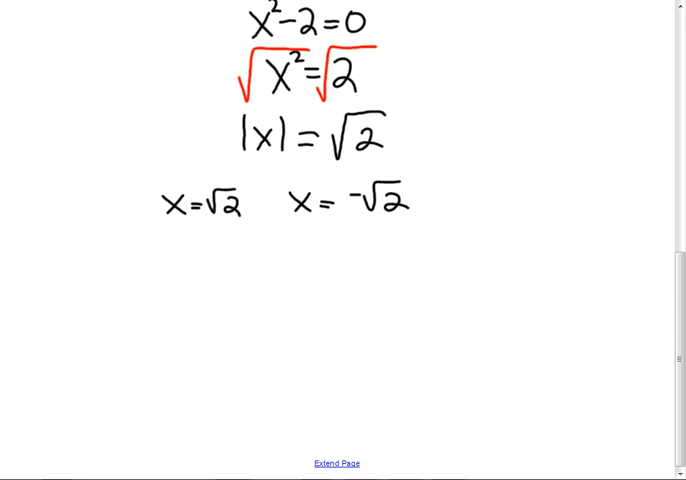 x²-2=0
√x²=√2
|x|=√2
x=√2 x=-√2
Extend Page